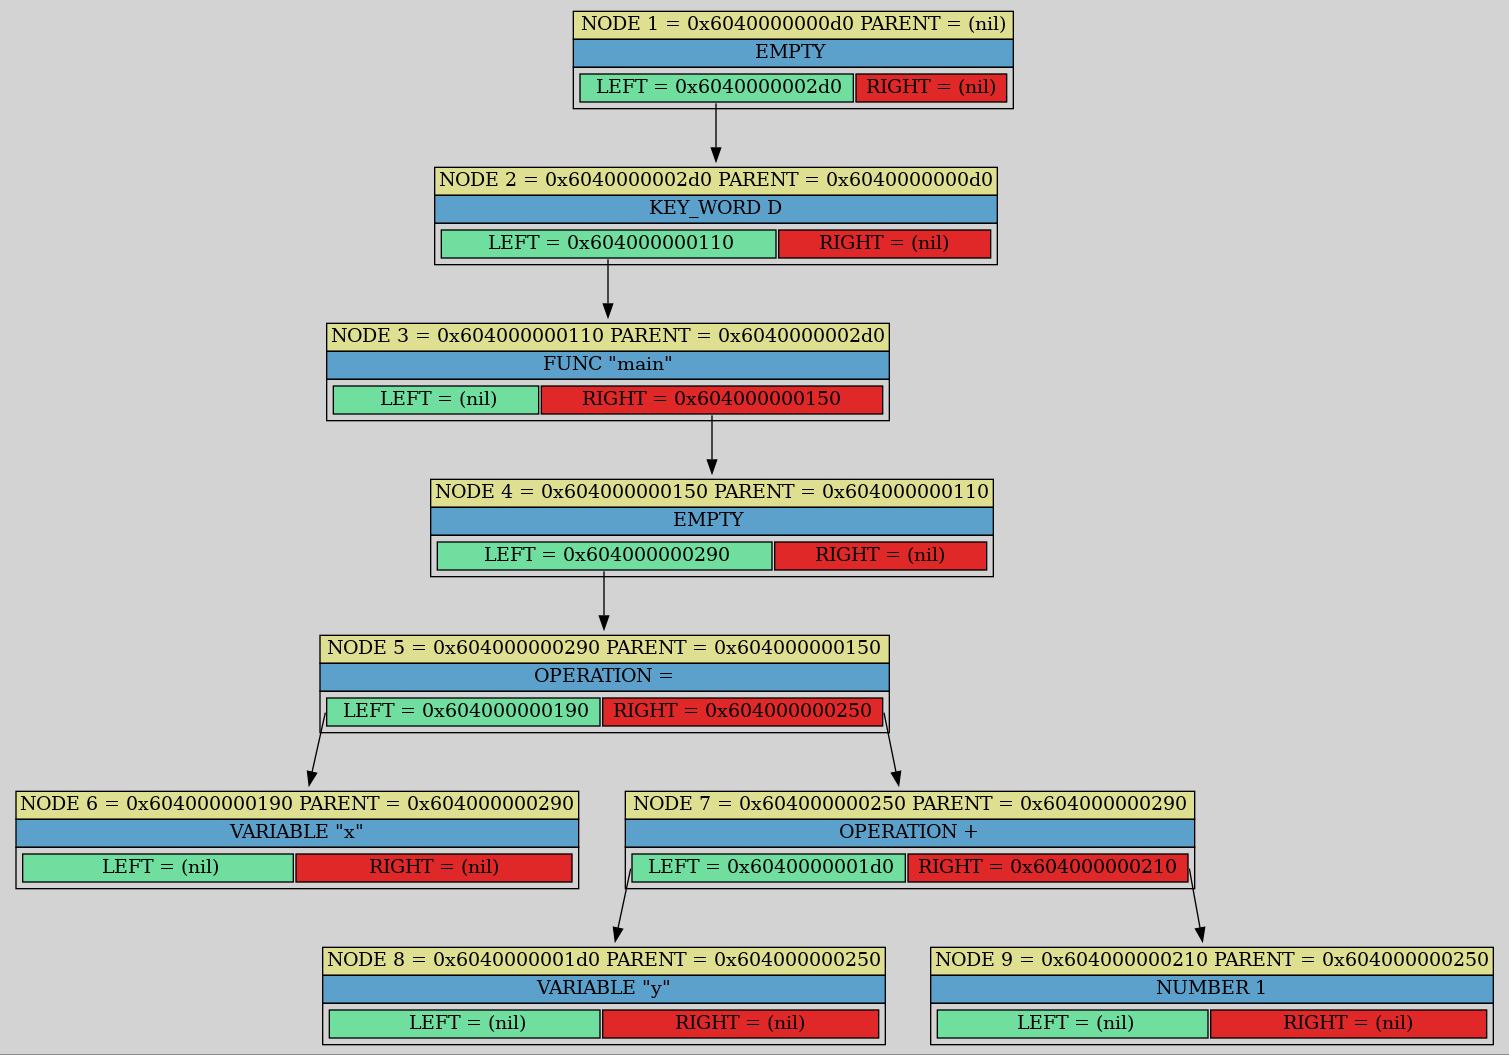 NODE 1 = 0x6040000000d0 PARENT = (nil)
EMPTY
LEFT = 0x6040000002d0 RIGHT = (nil)
NODE 2 = 0x6040000002d0 PARENT = 0x6040000000d0
KEY_WORD D
LEFT = 0x604000000110 RIGHT = (nil)
NODE 3 = 0x604000000110 PARENT = 0x6040000002d0
FUNC "main"
LEFT = (nil) RIGHT = 0x604000000150
NODE 4 = 0x604000000150 PARENT = 0x604000000110
EMPTY
LEFT = 0x604000000290 RIGHT = (nil)
NODE 5 = 0x604000000290 PARENT = 0x604000000150
OPERATION =
LEFT = 0x604000000190 RIGHT = 0x604000000250
NODE 6 = 0x604000000190 PARENT = 0x604000000290
VARIABLE "x"
LEFT = (nil) RIGHT = (nil)
NODE 7 = 0x604000000250 PARENT = 0x604000000290
OPERATION +
LEFT = 0x6040000001d0 RIGHT = 0x604000000210
NODE 8 = 0x6040000001d0 PARENT = 0x604000000250
VARIABLE "y"
LEFT = (nil) RIGHT = (nil)
NODE 9 = 0x604000000210 PARENT = 0x604000000250
NUMBER 1
LEFT = (nil) RIGHT = (nil)